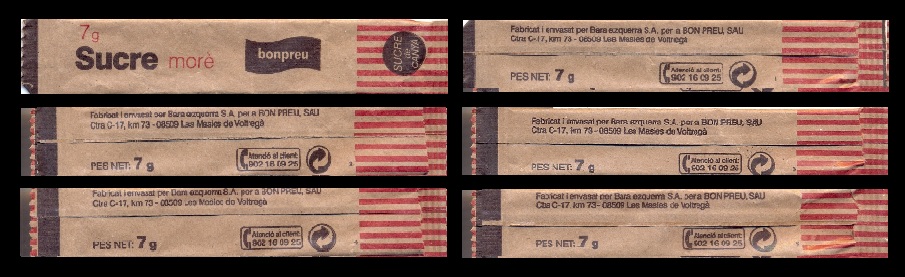 7g
Sucre morè
bonpreu
SUCRE
de
CANYA
Fabricat i envasat per Bara ezquerra S.A. per a BON PREU, SAU
Ctra C-17, km 73 - 08509 Les Masies de Voltregà
PES NET: 7 g
Atenció al client:
902 16 09 25
Fabricat i envasat per Bara ezquerra S.A. per a BON PREU, SAU
Ctra C-17, km 73 - 08509 Les Masies de Voltregà
PES NET: 7 g
Atenció al client:
902 16 09 25
Fabricat i envasat per Bara ezquerra S.A. per a BON PREU, SAU
Ctra C-17, km 73 - 08509 Les Masies de Voltregà
PES NET: 7 g
Atenció al client:
902 16 09 25
Fabricat i envasat per Bara ezquerra S.A. per a BON PREU, SAU
Ctra C-17, km 73 - 08509 Les Masies de Voltregà
PES NET: 7 g
Atenció al client:
902 16 09 25
Fabricat i envasat per Bara ezquerra S.A. per a BON PREU, SAU
Ctra C-17, km 73 - 08509 Les Masies de Voltregà
PES NET: 7 g
Atenció al client:
902 16 09 25